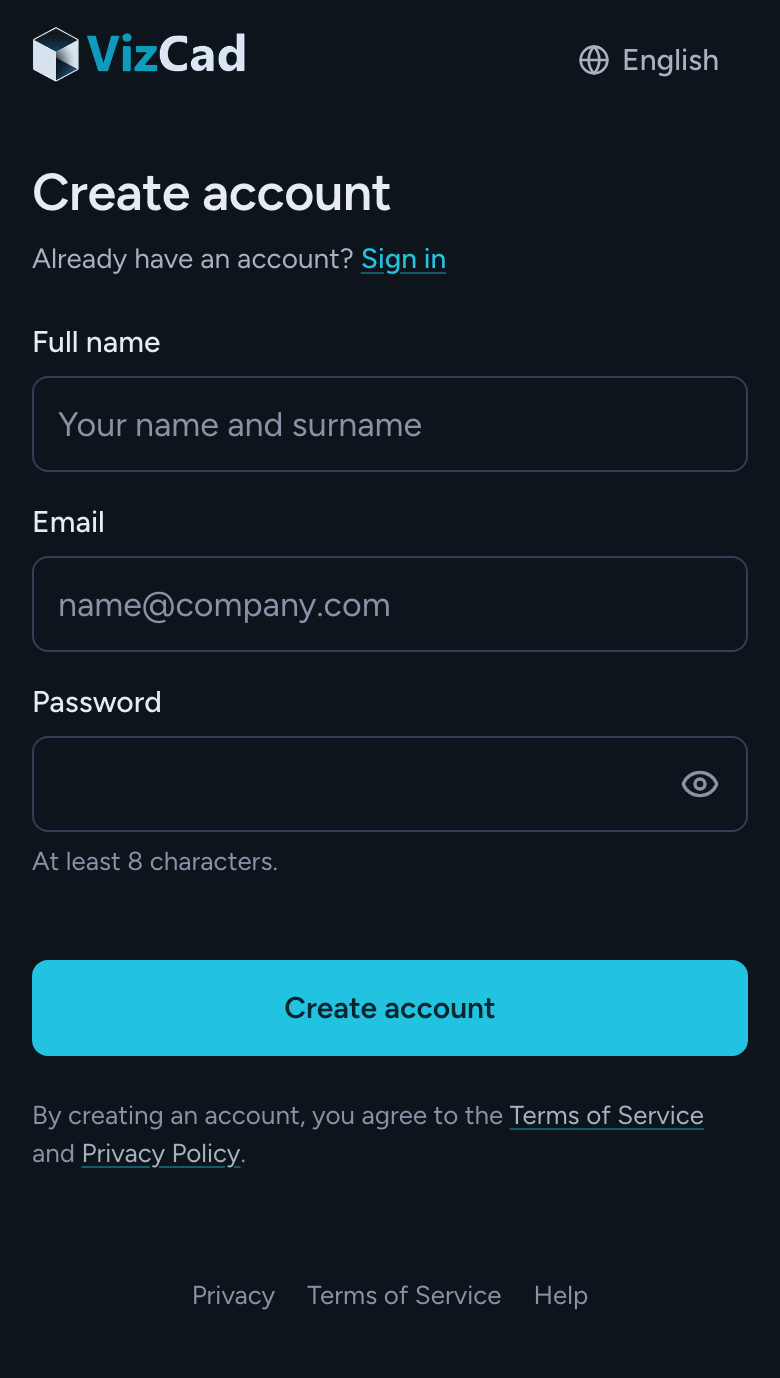 VizCad
English
Create account
Already have an account? Sign in
Full name
Your name and surname
Email
name@company.com
Password
At least 8 characters.
Create account
By creating an account, you agree to the Terms of Service
and Privacy Policy.
Privacy Terms of Service Help